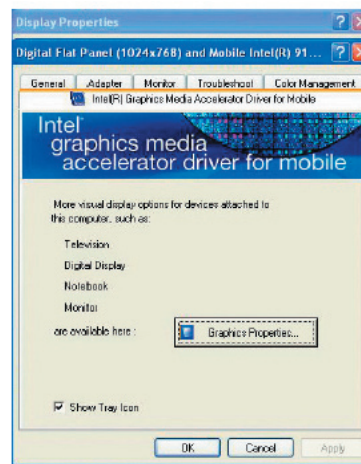 Display Properties
Digital Flat Panel (1024x768) and Mobile Intel(R) 91...
General Adapter Monitor Troubleshoot Color Management
Intel(R) Graphics Media Accelerator Driver for Mobile
Intel
graphics media
accelerator driver for mobile
More visual display options for devices attached to
this computer, such as:
Television
Digital Display
Notebook
Monitor
are available here : Graphics Properties...
Show Tray Icon
OK Cancel Apply